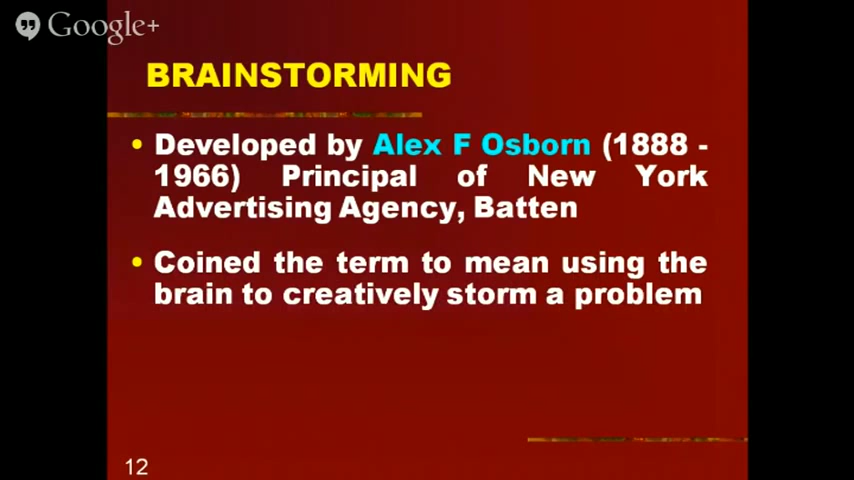 Google+
BRAINSTORMING
• Developed by Alex F Osborn (1888 -
1966) Principal of New York
Advertising Agency, Batten
• Coined the term to mean using the
brain to creatively storm a problem
12